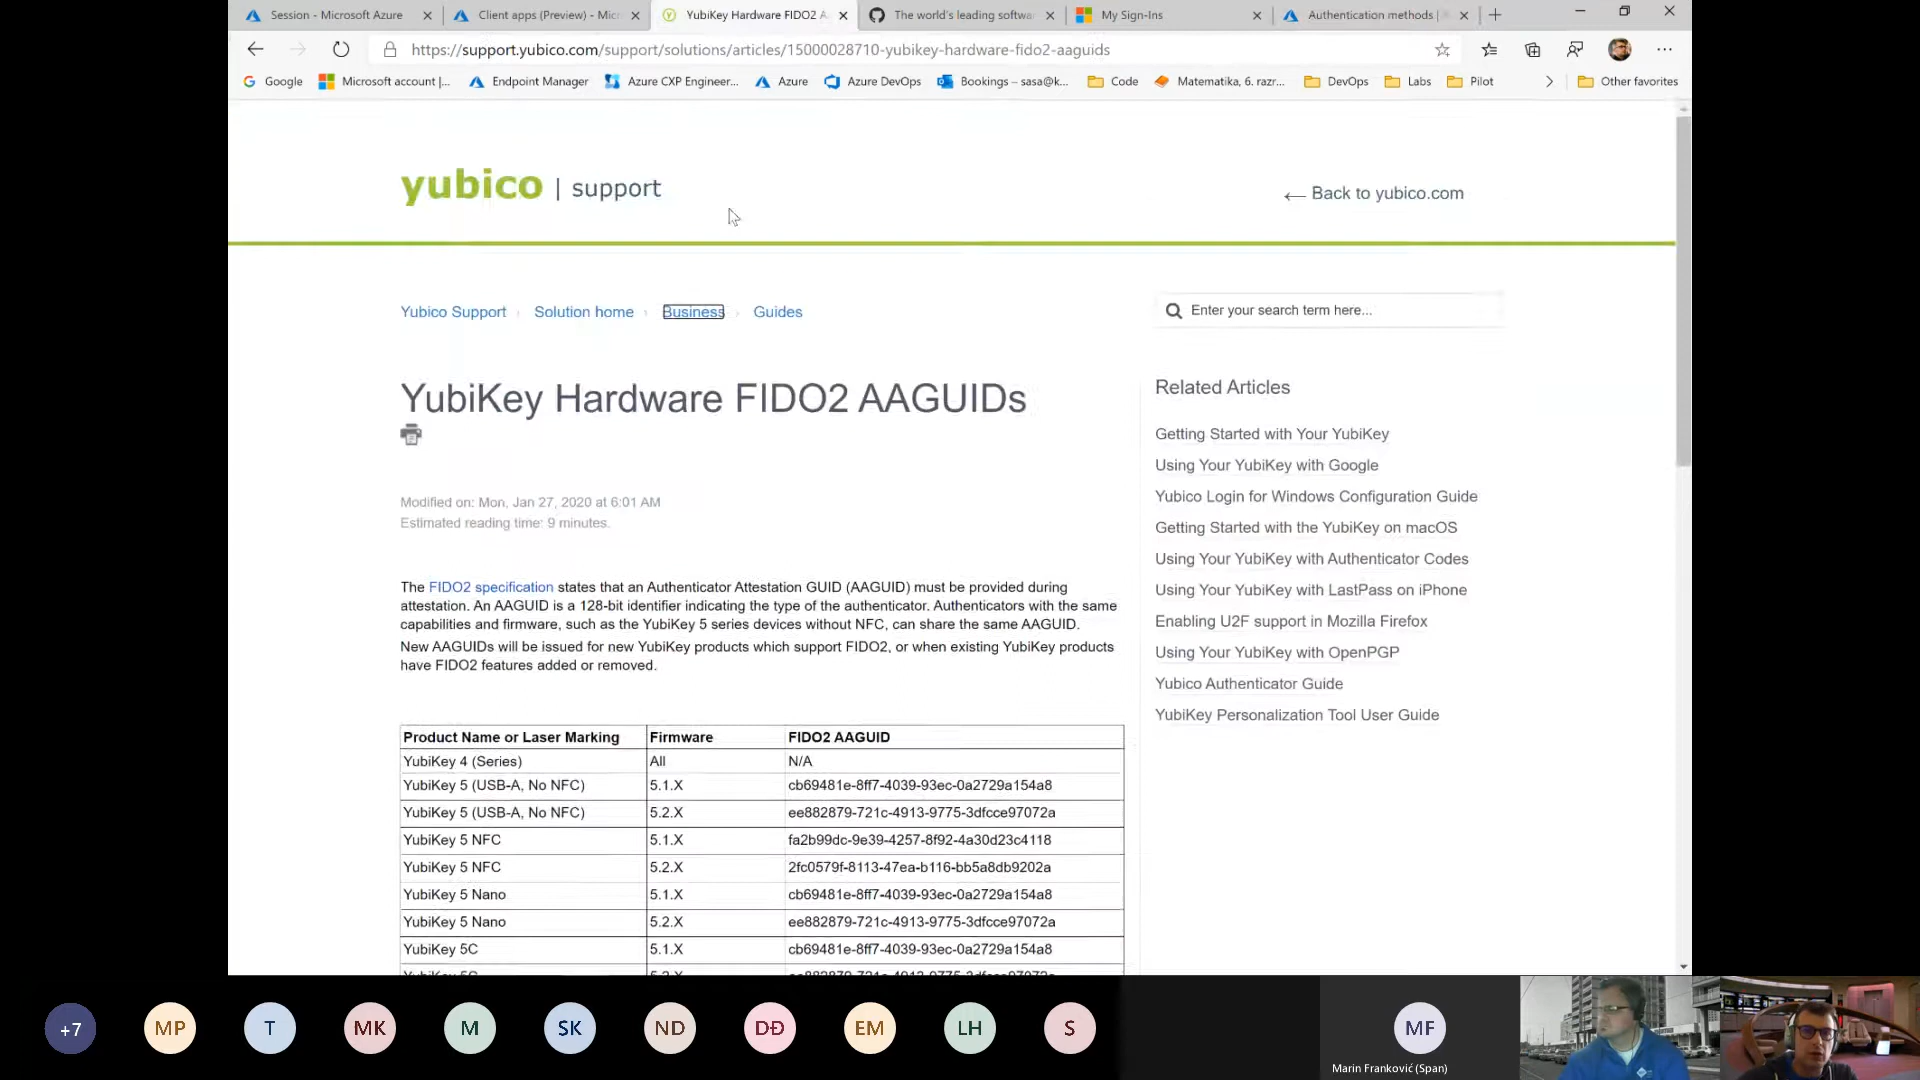 Session - Microsoft Azure
Client apps (Preview) - Micr
YubiKey Hardware FIDO2 A
The world's leading softwa
My Sign-Ins
Authentication methods |
https://support.yubico.com/support/solutions/articles/15000028710-yubikey-hardware-fido2-aaguids
Google
Microsoft account |...
Endpoint Manager
Azure CXP Engineer...
Azure
Azure DevOps
Bookings – sasa@k...
Code
Matematika, 6. razr...
DevOps
Labs
Pilot
Other favorites
yubico | support
Back to yubico.com
Yubico Support
Solution home
Business
Guides
Enter your search term here...
YubiKey Hardware FIDO2 AAGUIDs
Modified on: Mon, Jan 27, 2020 at 6:01 AM
Estimated reading time: 9 minutes.
The FIDO2 specification states that an Authenticator Attestation GUID (AAGUID) must be provided during
attestation. An AAGUID is a 128-bit identifier indicating the type of the authenticator. Authenticators with the same
capabilities and firmware, such as the YubiKey 5 series devices without NFC, can share the same AAGUID.
New AAGUIDs will be issued for new YubiKey products which support FIDO2, or when existing YubiKey products
have FIDO2 features added or removed.
Product Name or Laser Marking Firmware FIDO2 AAGUID
YubiKey 4 (Series) All N/A
YubiKey 5 (USB-A, No NFC) 5.1.X cb69481e-8ff7-4039-93ec-0a2729a154a8
YubiKey 5 (USB-A, No NFC) 5.2.X ee882879-721c-4913-9775-3dfcce97072a
YubiKey 5 NFC 5.1.X fa2b99dc-9e39-4257-8f92-4a30d23c4118
YubiKey 5 NFC 5.2.X 2fc0579f-8113-47ea-b116-bb5a8db9202a
YubiKey 5 Nano 5.1.X cb69481e-8ff7-4039-93ec-0a2729a154a8
YubiKey 5 Nano 5.2.X ee882879-721c-4913-9775-3dfcce97072a
YubiKey 5C 5.1.X cb69481e-8ff7-4039-93ec-0a2729a154a8
Related Articles
Getting Started with Your YubiKey
Using Your YubiKey with Google
Yubico Login for Windows Configuration Guide
Getting Started with the YubiKey on macOS
Using Your YubiKey with Authenticator Codes
Using Your YubiKey with LastPass on iPhone
Enabling U2F support in Mozilla Firefox
Using Your YubiKey with OpenPGP
Yubico Authenticator Guide
YubiKey Personalization Tool User Guide
+7
MP
T
MK
M
SK
ND
DĐ
EM
LH
S
MF
Marin Franković (Span)